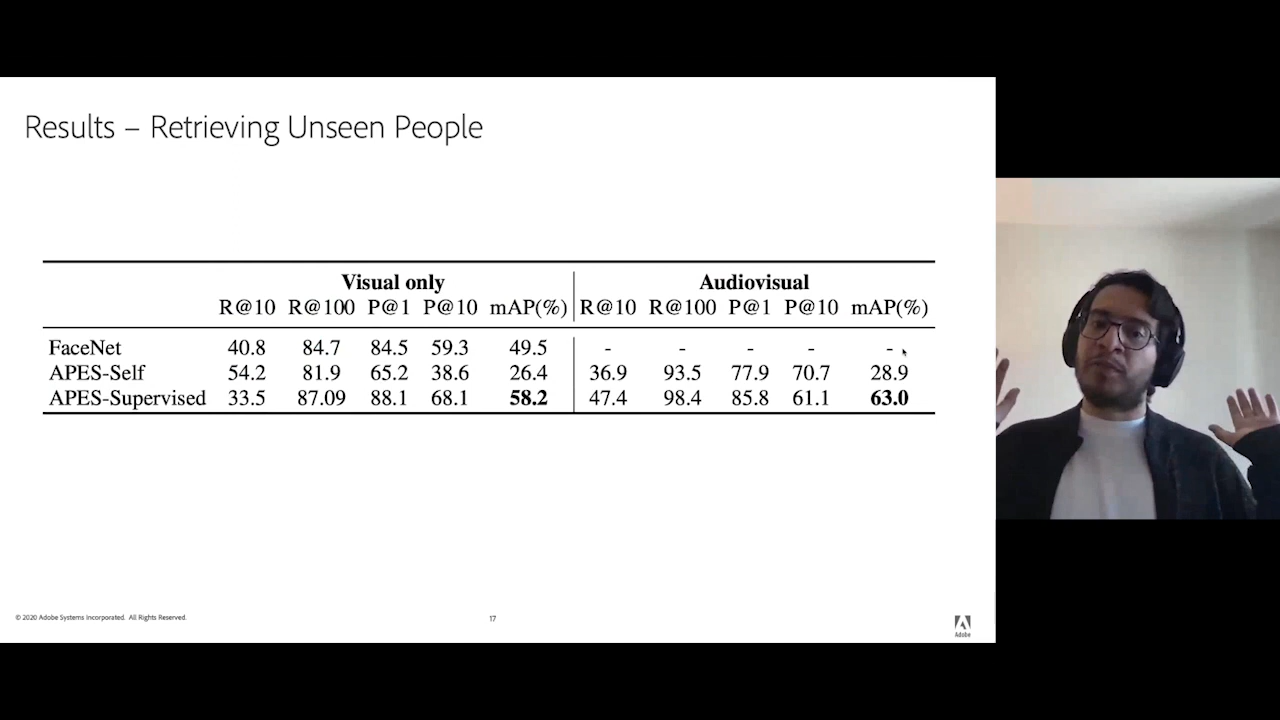 Results – Retrieving Unseen People
Visual only Audiovisual
R@10 R@100 P@1 P@10 mAP(%) R@10 R@100 P@1 P@10 mAP(%)
FaceNet 40.8 84.7 84.5 59.3 49.5 - - - - -
APES-Self 54.2 81.9 65.2 38.6 26.4 36.9 93.5 77.9 70.7 28.9
APES-Supervised 33.5 87.09 88.1 68.1 58.2 47.4 98.4 85.8 61.1 63.0
© 2020 Adobe Systems Incorporated. All Rights Reserved.
17
Adobe